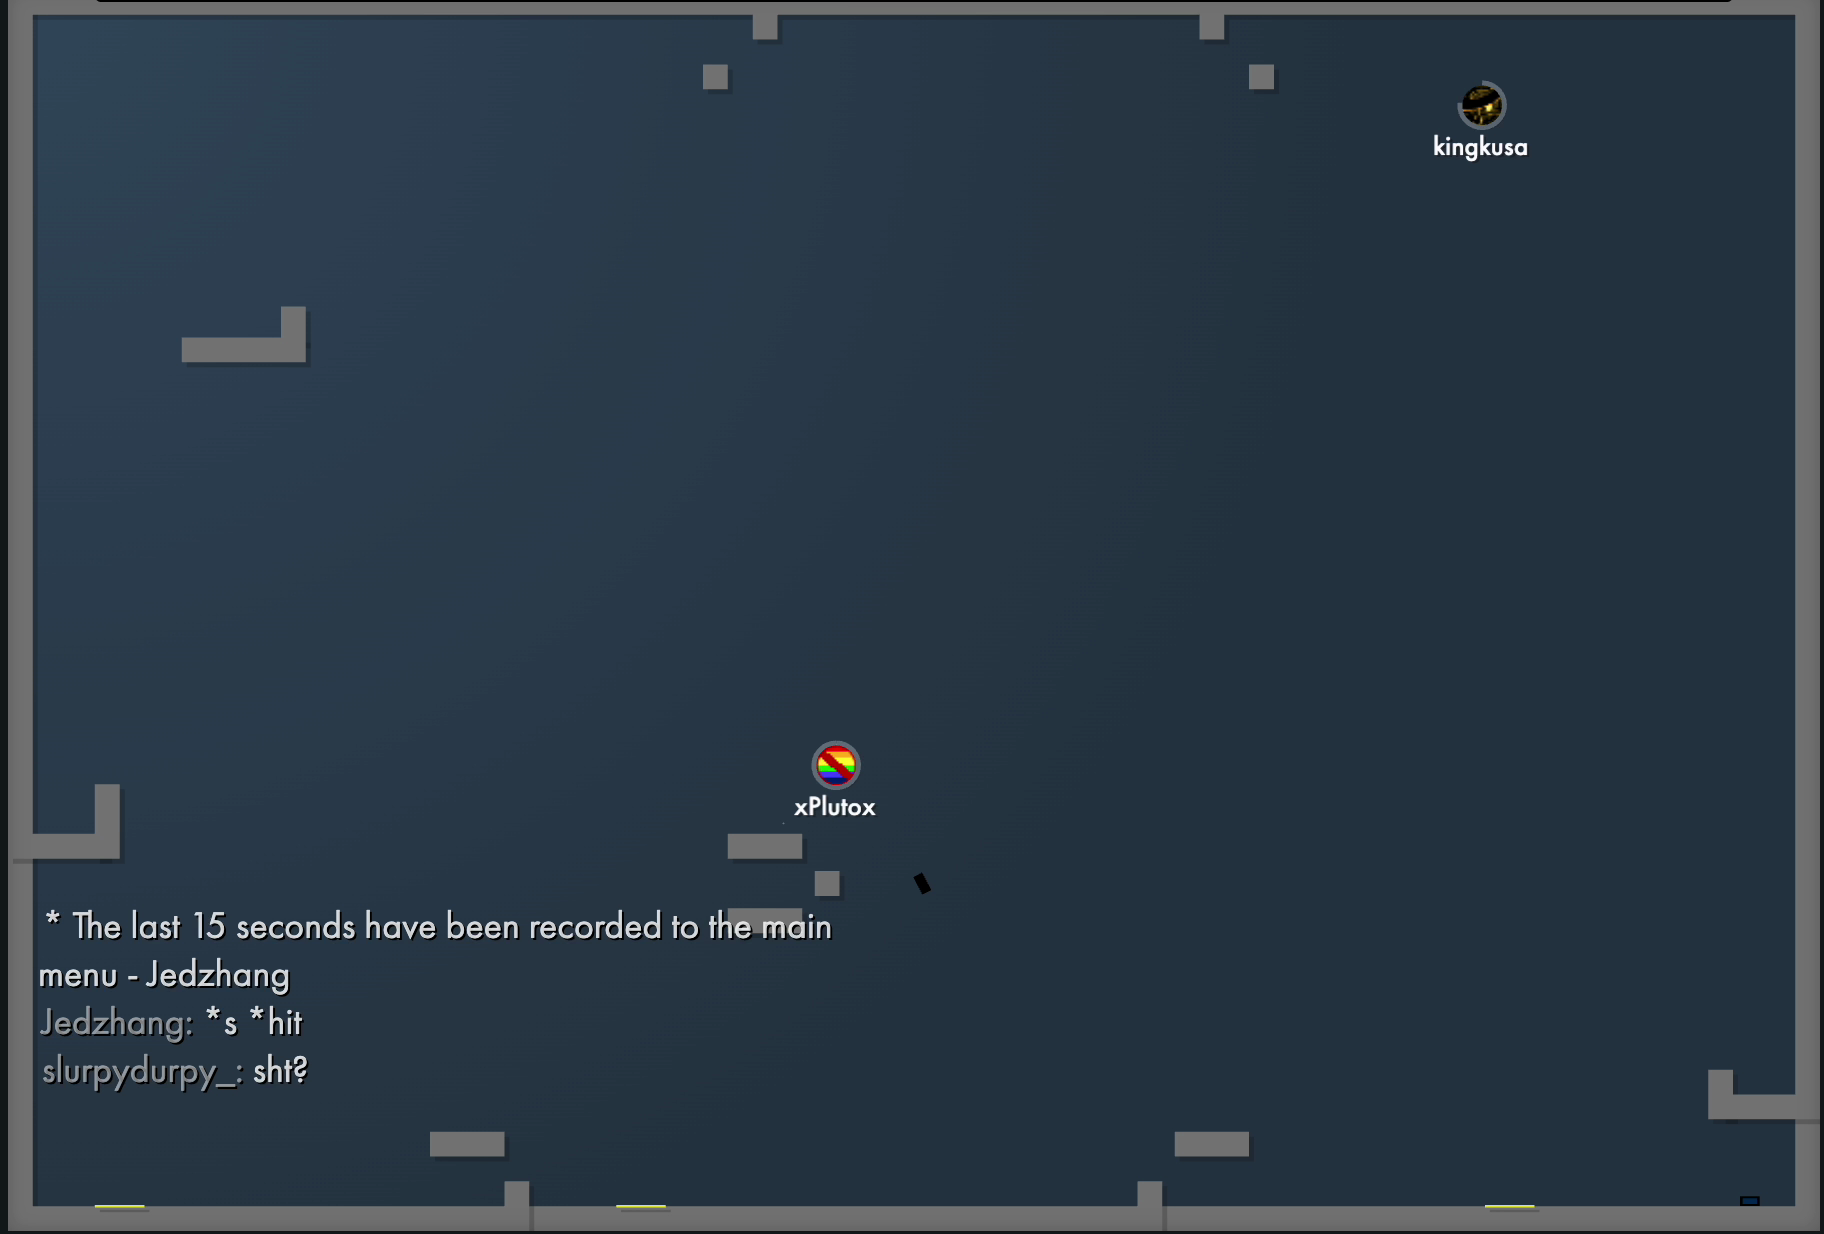 kingkusa
xPlutox
* The last 15 seconds have been recorded to the main
menu - Jedzhang
Jedzhang: *s *hit
slurpydurpy_: sht?